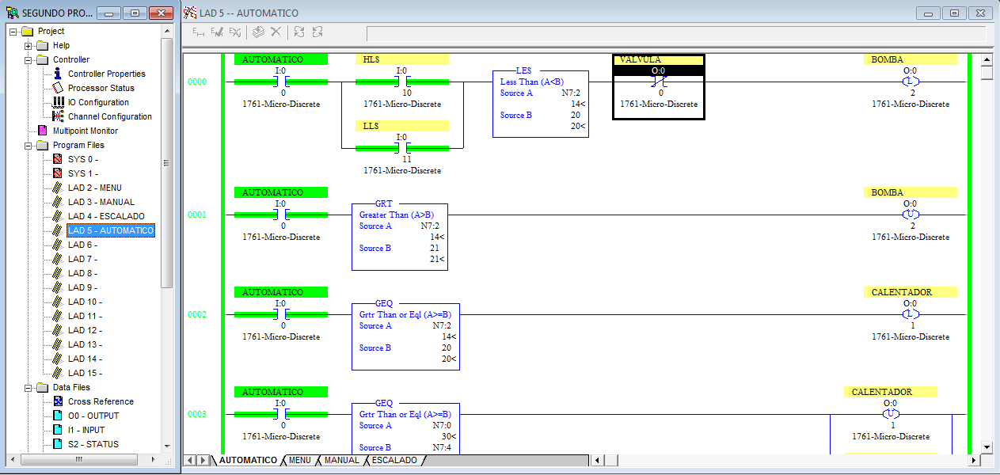 SEGUNDO PRO...
Project
Help
Controller
Controller Properties
Processor Status
IO Configuration
Channel Configuration
Multipoint Monitor
Program Files
SYS 0 -
SYS 1 -
LAD 2 - MENU
LAD 3 - MANUAL
LAD 4 - ESCALADO
LAD 5 - AUTOMATICO
LAD 6 -
LAD 7 -
LAD 8 -
LAD 9 -
LAD 10 -
LAD 11 -
LAD 12 -
LAD 13 -
LAD 14 -
LAD 15 -
Data Files
Cross Reference
O0 - OUTPUT
I1 - INPUT
S2 - STATUS
LAD 5 -- AUTOMATICO
0000
AUTOMATICO
I:0
0
1761-Micro-Discrete
HLS
I:0
10
1761-Micro-Discrete
LLS
I:0
11
1761-Micro-Discrete
LES
Less Than (A<B)
Source A N7:2
14<
Source B 20
20<
VALVULA
O:0
0
1761-Micro-Discrete
BOMBA
O:0
L
2
1761-Micro-Discrete
0001
AUTOMATICO
I:0
0
1761-Micro-Discrete
GRT
Greater Than (A>B)
Source A N7:2
14<
Source B 21
21<
BOMBA
O:0
U
2
1761-Micro-Discrete
0002
AUTOMATICO
I:0
0
1761-Micro-Discrete
GEQ
Grtr Than or Eql (A>=B)
Source A N7:2
14<
Source B 20
20<
CALENTADOR
O:0
L
1
1761-Micro-Discrete
0003
AUTOMATICO
I:0
0
1761-Micro-Discrete
GEQ
Grtr Than or Eql (A>=B)
Source A N7:0
30<
Source B N7:4
CALENTADOR
O:0
U
1
1761-Micro-Discrete
AUTOMATICO MENU MANUAL ESCALADO